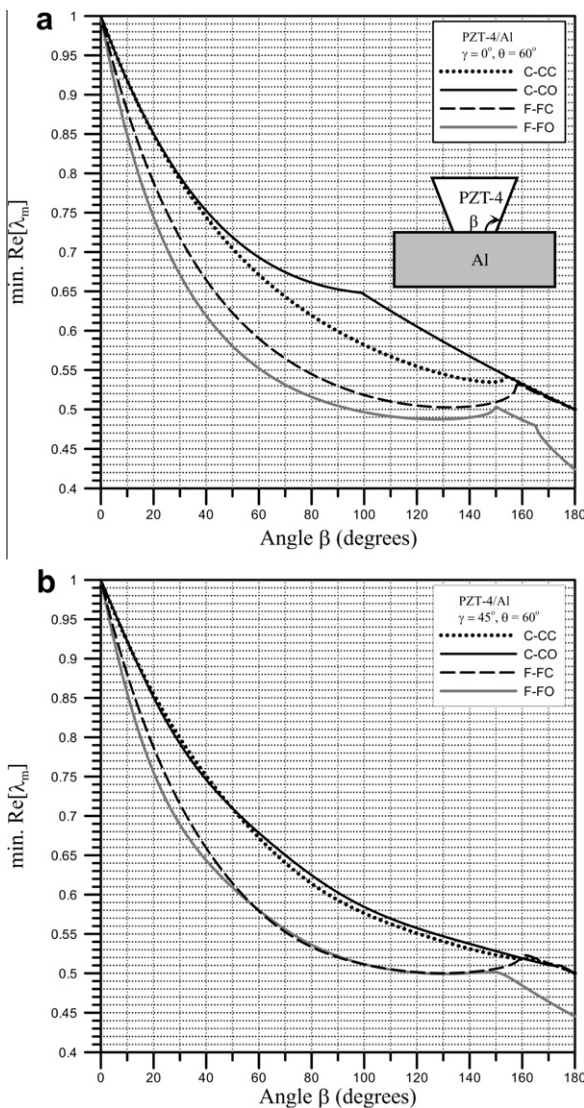 a
PZT-4/Al
γ = 0°, θ = 60°
C-CC
C-CO
F-FC
F-FO
PZT-4
β
Al
min. Re[λm]
1
0.95
0.9
0.85
0.8
0.75
0.7
0.65
0.6
0.55
0.5
0.45
0.4
0 20 40 60 80 100 120 140 160 180
Angle β (degrees)
b
PZT-4/Al
γ = 45°, θ = 60°
C-CC
C-CO
F-FC
F-FO
min. Re[λm]
1
0.95
0.9
0.85
0.8
0.75
0.7
0.65
0.6
0.55
0.5
0.45
0.4
0 20 40 60 80 100 120 140 160 180
Angle β (degrees)